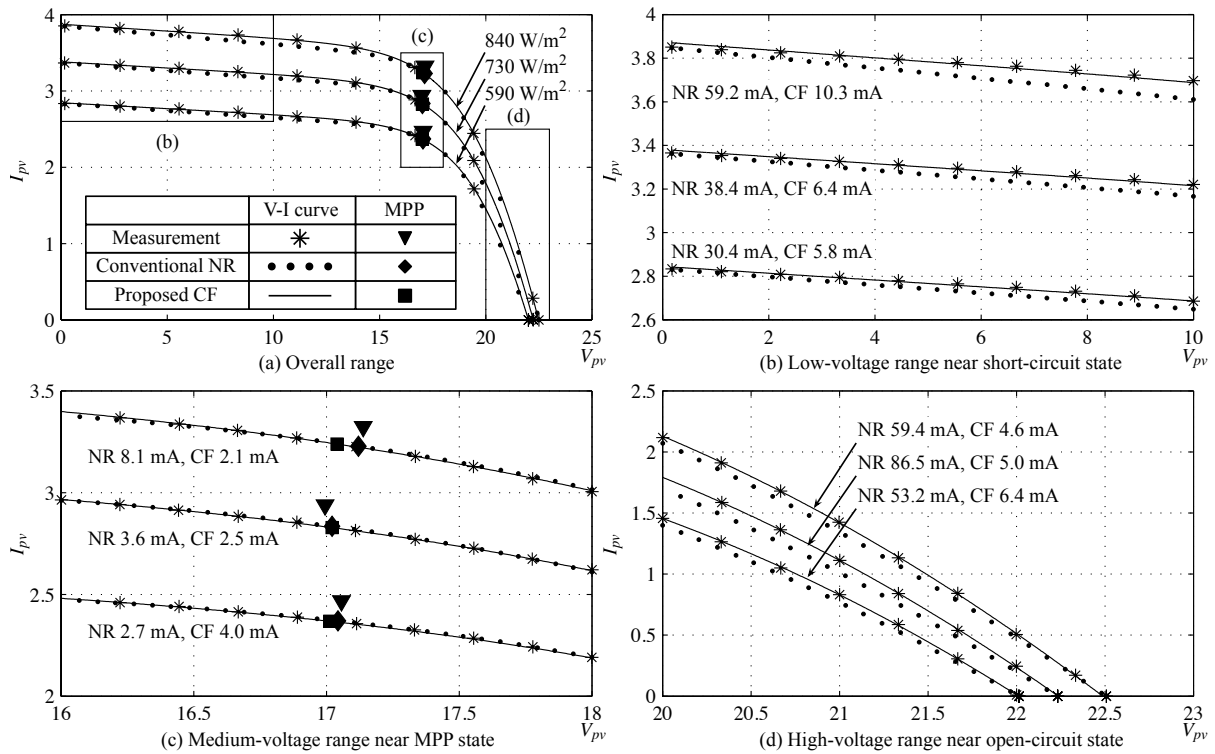 4
3
2
1
0
I_pv
0
5
10
15
20
25
V_pv
(b)
(c)
(d)
840 W/m²
730 W/m²
590 W/m²
V-I curve
MPP
Measurement
Conventional NR
Proposed CF
(a) Overall range
4
3.8
3.6
3.4
3.2
3
2.8
2.6
I_pv
0
2
4
6
8
10
V_pv
NR 59.2 mA, CF 10.3 mA
NR 38.4 mA, CF 6.4 mA
NR 30.4 mA, CF 5.8 mA
(b) Low-voltage range near short-circuit state
3.5
3
2.5
2
I_pv
16
16.5
17
17.5
18
V_pv
NR 8.1 mA, CF 2.1 mA
NR 3.6 mA, CF 2.5 mA
NR 2.7 mA, CF 4.0 mA
(c) Medium-voltage range near MPP state
2.5
2
1.5
1
0.5
0
I_pv
20
20.5
21
21.5
22
22.5
23
V_pv
NR 59.4 mA, CF 4.6 mA
NR 86.5 mA, CF 5.0 mA
NR 53.2 mA, CF 6.4 mA
(d) High-voltage range near open-circuit state